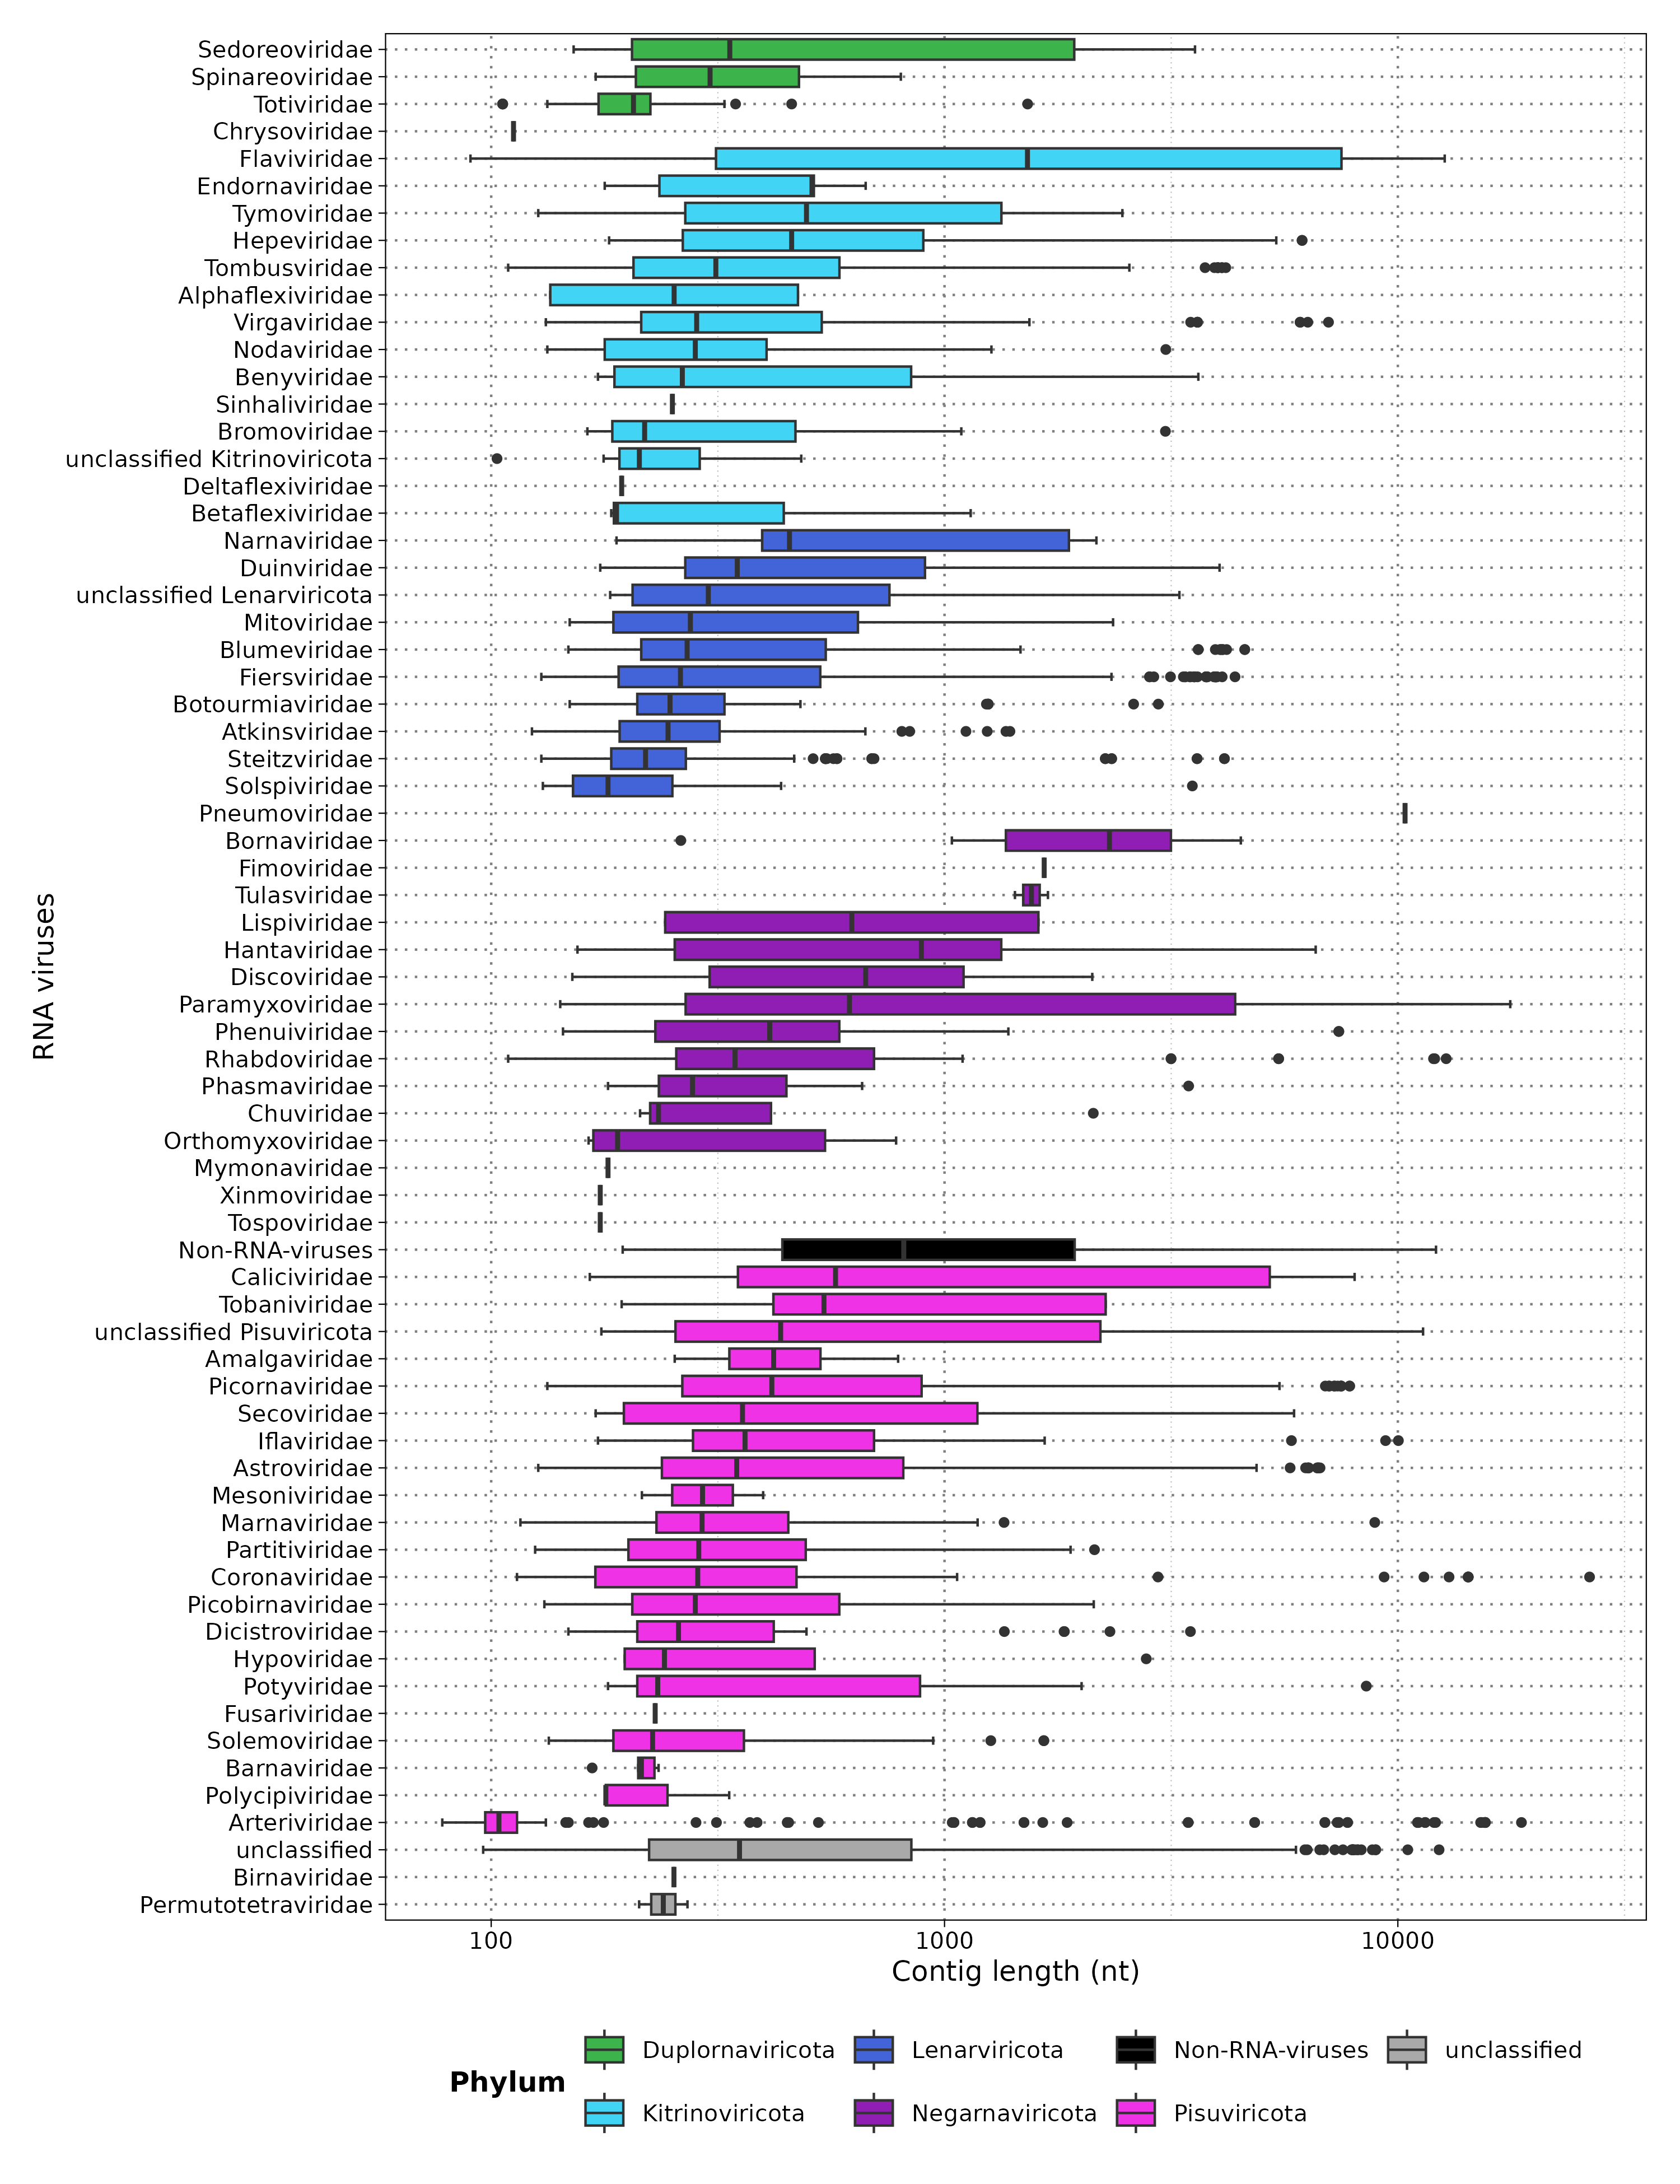 Sedoreoviridae
Spinareoviridae
Totiviridae
Chrysoviridae
Flaviviridae
Endornaviridae
Tymoviridae
Hepeviridae
Tombusviridae
Alphaflexiviridae
Virgaviridae
Nodaviridae
Benyviridae
Sinhaliviridae
Bromoviridae
unclassified Kitrinoviricota
Deltaflexiviridae
Betaflexiviridae
Narnaviridae
Duinviridae
unclassified Lenarviricota
Mitoviridae
Blumeviridae
Fiersviridae
Botourmiaviridae
Atkinsviridae
Steitzviridae
Solspiviridae
Pneumoviridae
Bornaviridae
Fimoviridae
Tulasviridae
Lispiviridae
Hantaviridae
Discoviridae
Paramyxoviridae
Phenuiviridae
Rhabdoviridae
Phasmaviridae
Chuviridae
Orthomyxoviridae
Mymonaviridae
Xinmoviridae
Tospoviridae
Non-RNA-viruses
Caliciviridae
Tobaniviridae
unclassified Pisuviricota
Amalgaviridae
Picornaviridae
Secoviridae
Iflaviridae
Astroviridae
Mesoniviridae
Marnaviridae
Partitiviridae
Coronaviridae
Picobirnaviridae
Dicistroviridae
Hypoviridae
Potyviridae
Fusariviridae
Solemoviridae
Barnaviridae
Polycipiviridae
Arteriviridae
unclassified
Birnaviridae
Permutotetraviridae
RNA viruses
100 1000 10000
Contig length (nt)
Phylum
Duplornaviricota Lenarviricota Non-RNA-viruses unclassified
Kitrinoviricota Negarnaviricota Pisuviricota